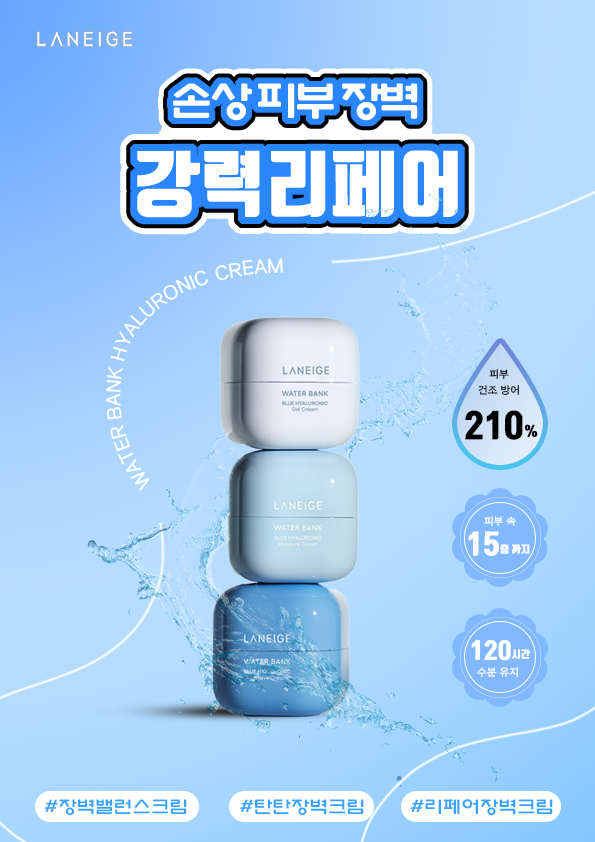 LANEIGE
손상피부장벽
강력리페어
WATER BANK HYALURONIC CREAM
LANEIGE
WATER BANK
BLUE HYALURONIC
Gel Cream
피부
건조 방어
210%
LANEIGE
WATER BANK
BLUE HYALURONIC
Moisture Cream
피부 속
15층 까지
LANEIGE
WATER BANK
BLUE HYALURONIC
Cream
120시간
수분 유지
#장벽밸런스크림
#탄탄장벽크림
#리페어장벽크림